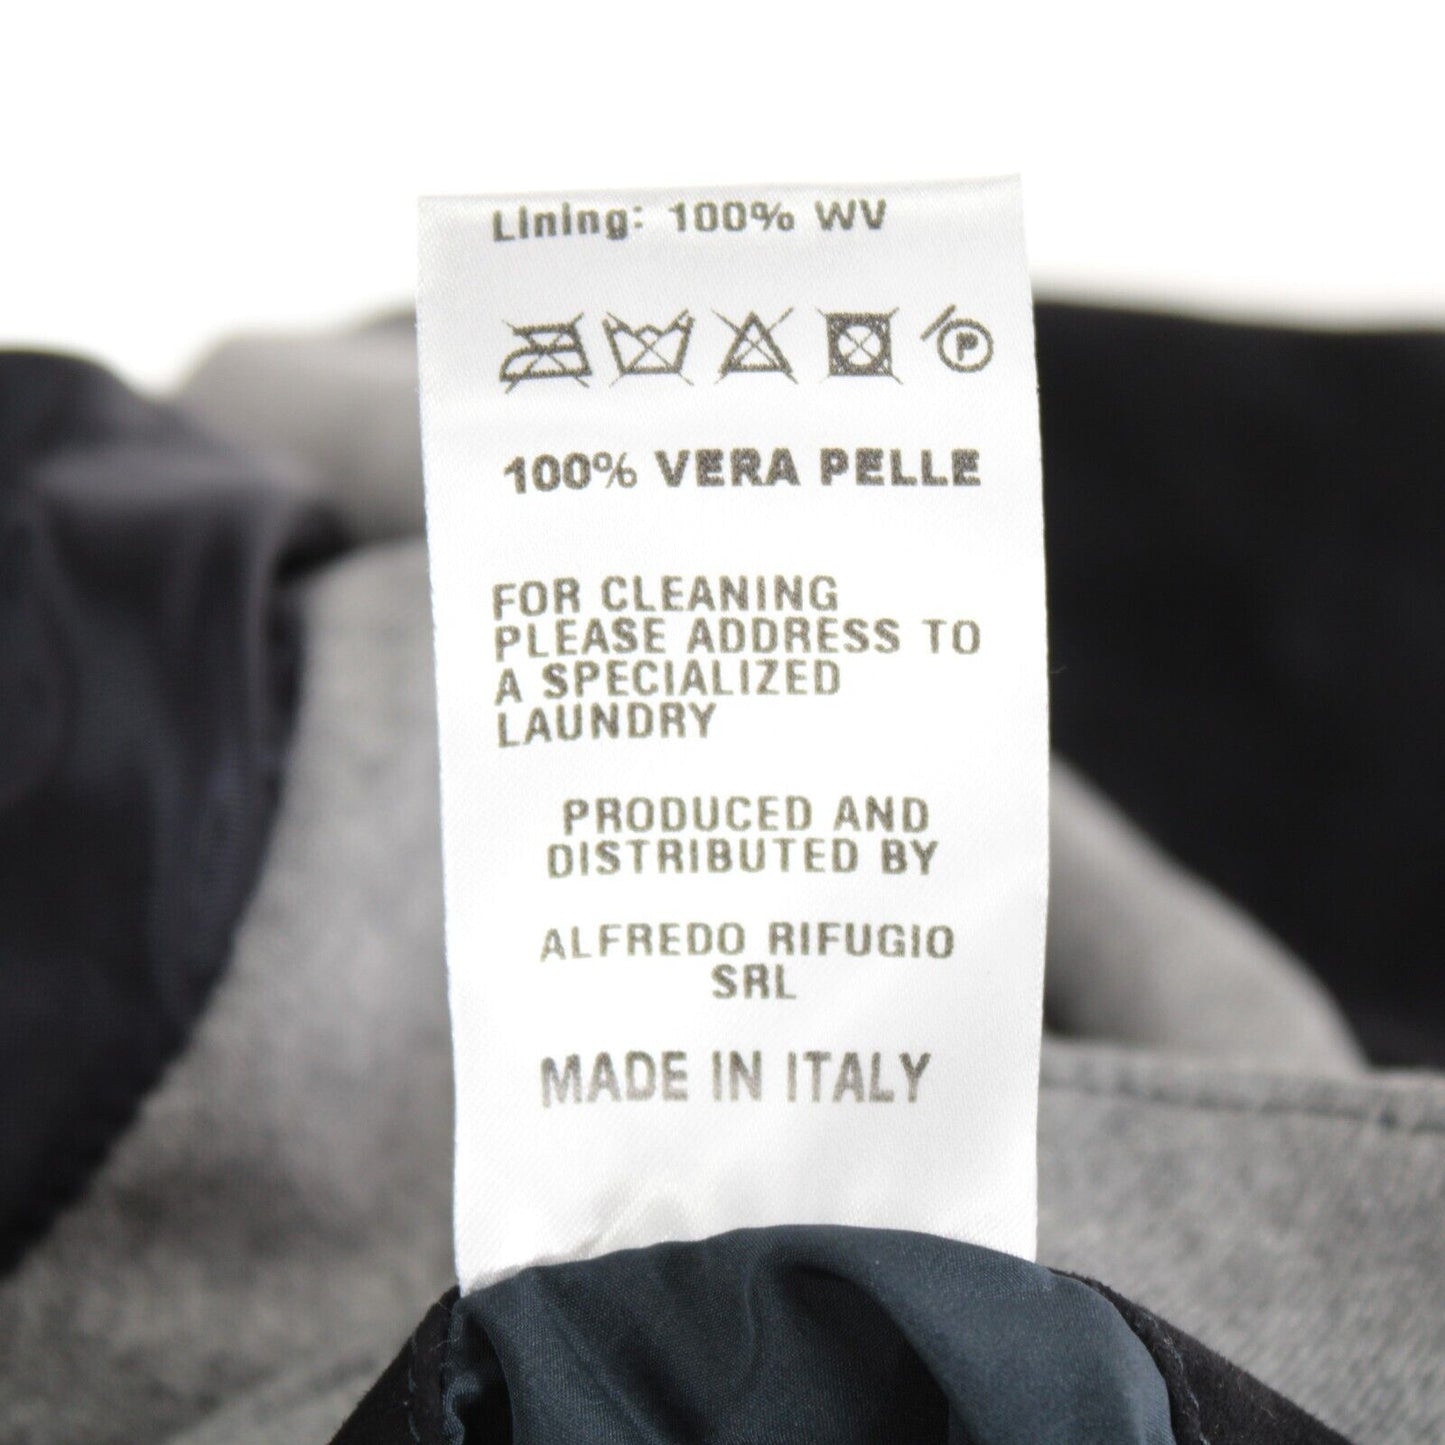 Lining: 100% WV
P
100% VERA PELLE
FOR CLEANING
PLEASE ADDRESS TO
A SPECIALIZED
LAUNDRY
PRODUCED AND
DISTRIBUTED BY
ALFREDO RIFUGIO
SRL
MADE IN ITALY